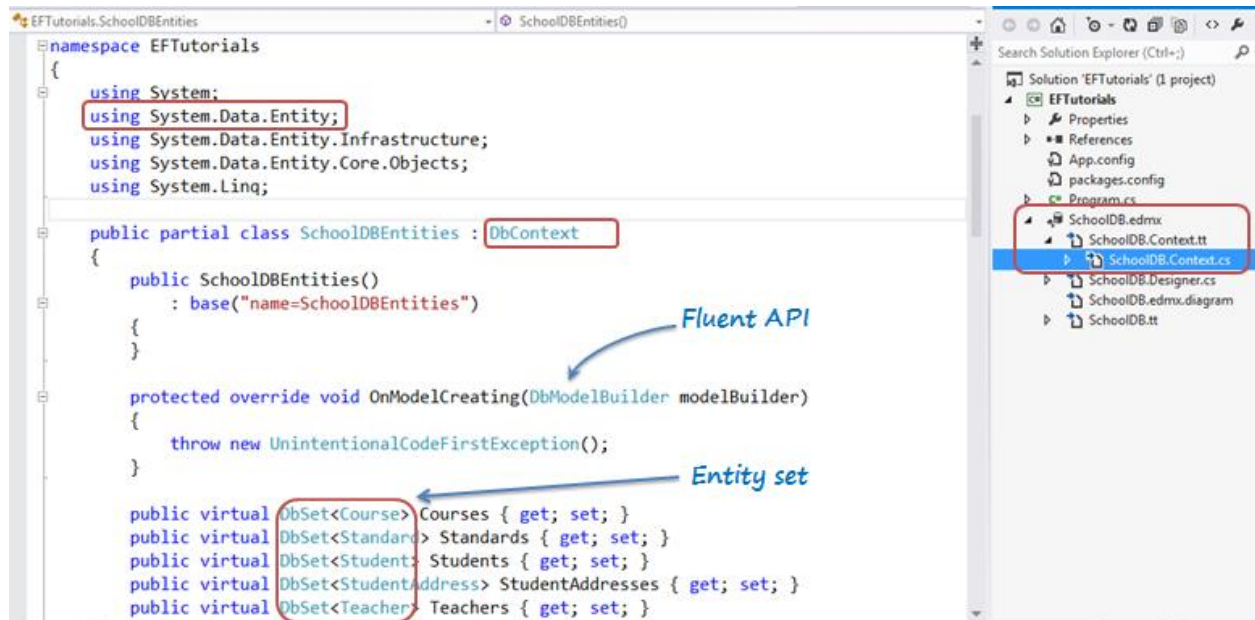 EFTutorials.SchoolDBEntities
SchoolDBEntities()
namespace EFTutorials
{
using System;
using System.Data.Entity;
using System.Data.Entity.Infrastructure;
using System.Data.Entity.Core.Objects;
using System.Linq;
public partial class SchoolDBEntities : DbContext
{
public SchoolDBEntities()
: base("name=SchoolDBEntities")
{
}
Fluent API
protected override void OnModelCreating(DbModelBuilder modelBuilder)
{
throw new UnintentionalCodeFirstException();
}
Entity set
public virtual DbSet<Course> Courses { get; set; }
public virtual DbSet<Standard> Standards { get; set; }
public virtual DbSet<Student> Students { get; set; }
public virtual DbSet<StudentAddress> StudentAddresses { get; set; }
public virtual DbSet<Teacher> Teachers { get; set; }
Search Solution Explorer (Ctrl+;)
Solution 'EFTutorials' (1 project)
C# EFTutorials
Properties
References
App.config
packages.config
C# Program.cs
SchoolDB.edmx
SchoolDB.Context.tt
SchoolDB.Context.cs
SchoolDB.Designer.cs
SchoolDB.edmx.diagram
SchoolDB.tt